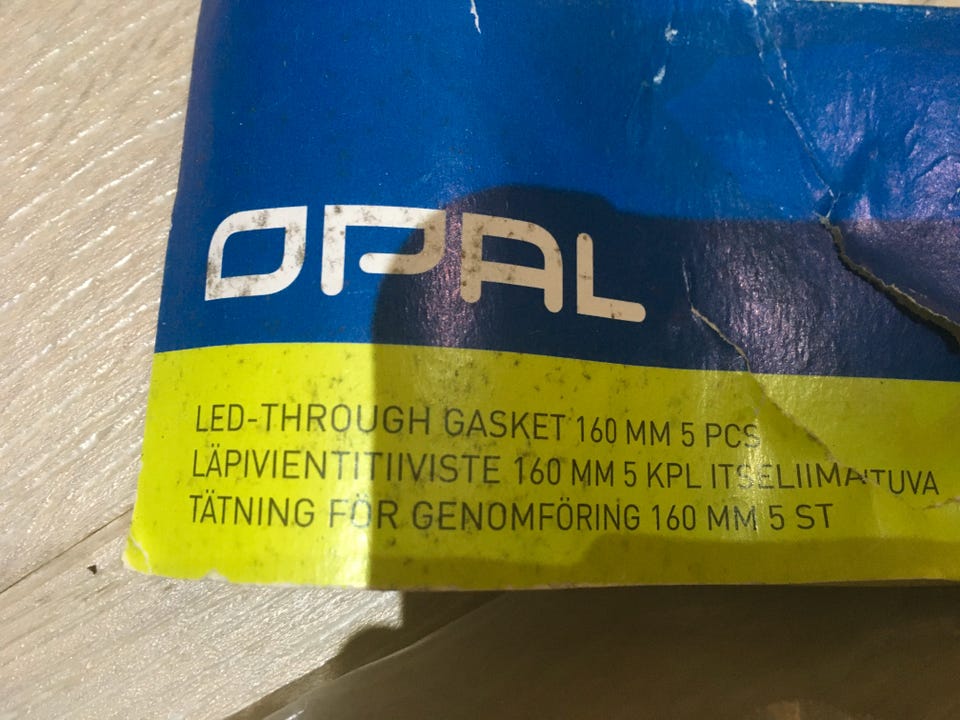 OPAL
LED-THROUGH GASKET 160 MM 5 PCS
LÄPIVIENTITIIVISTE 160 MM 5 KPL ITSELIIMAUTUVA
TÄTNING FÖR GENOMFÖRING 160 MM 5 ST